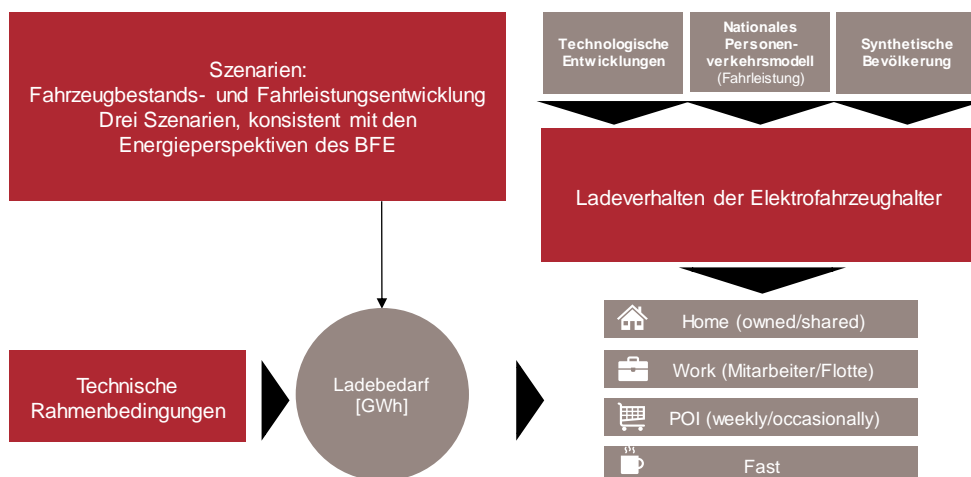 Szenarien:
Fahrzeugbestands- und Fahrleistungsentwicklung
Drei Szenarien, konsistent mit den
Energieperspektiven des BFE
Technologische
Entwicklungen
Nationales
Personen-
verkehrsmodell
(Fahrleistung)
Synthetische
Bevölkerung
Ladeverhalten der Elektrofahrzeughalter
Technische
Rahmenbedingungen
Ladebedarf
[GWh]
Home (owned/shared)
Work (Mitarbeiter/Flotte)
POI (weekly/occasionally)
Fast